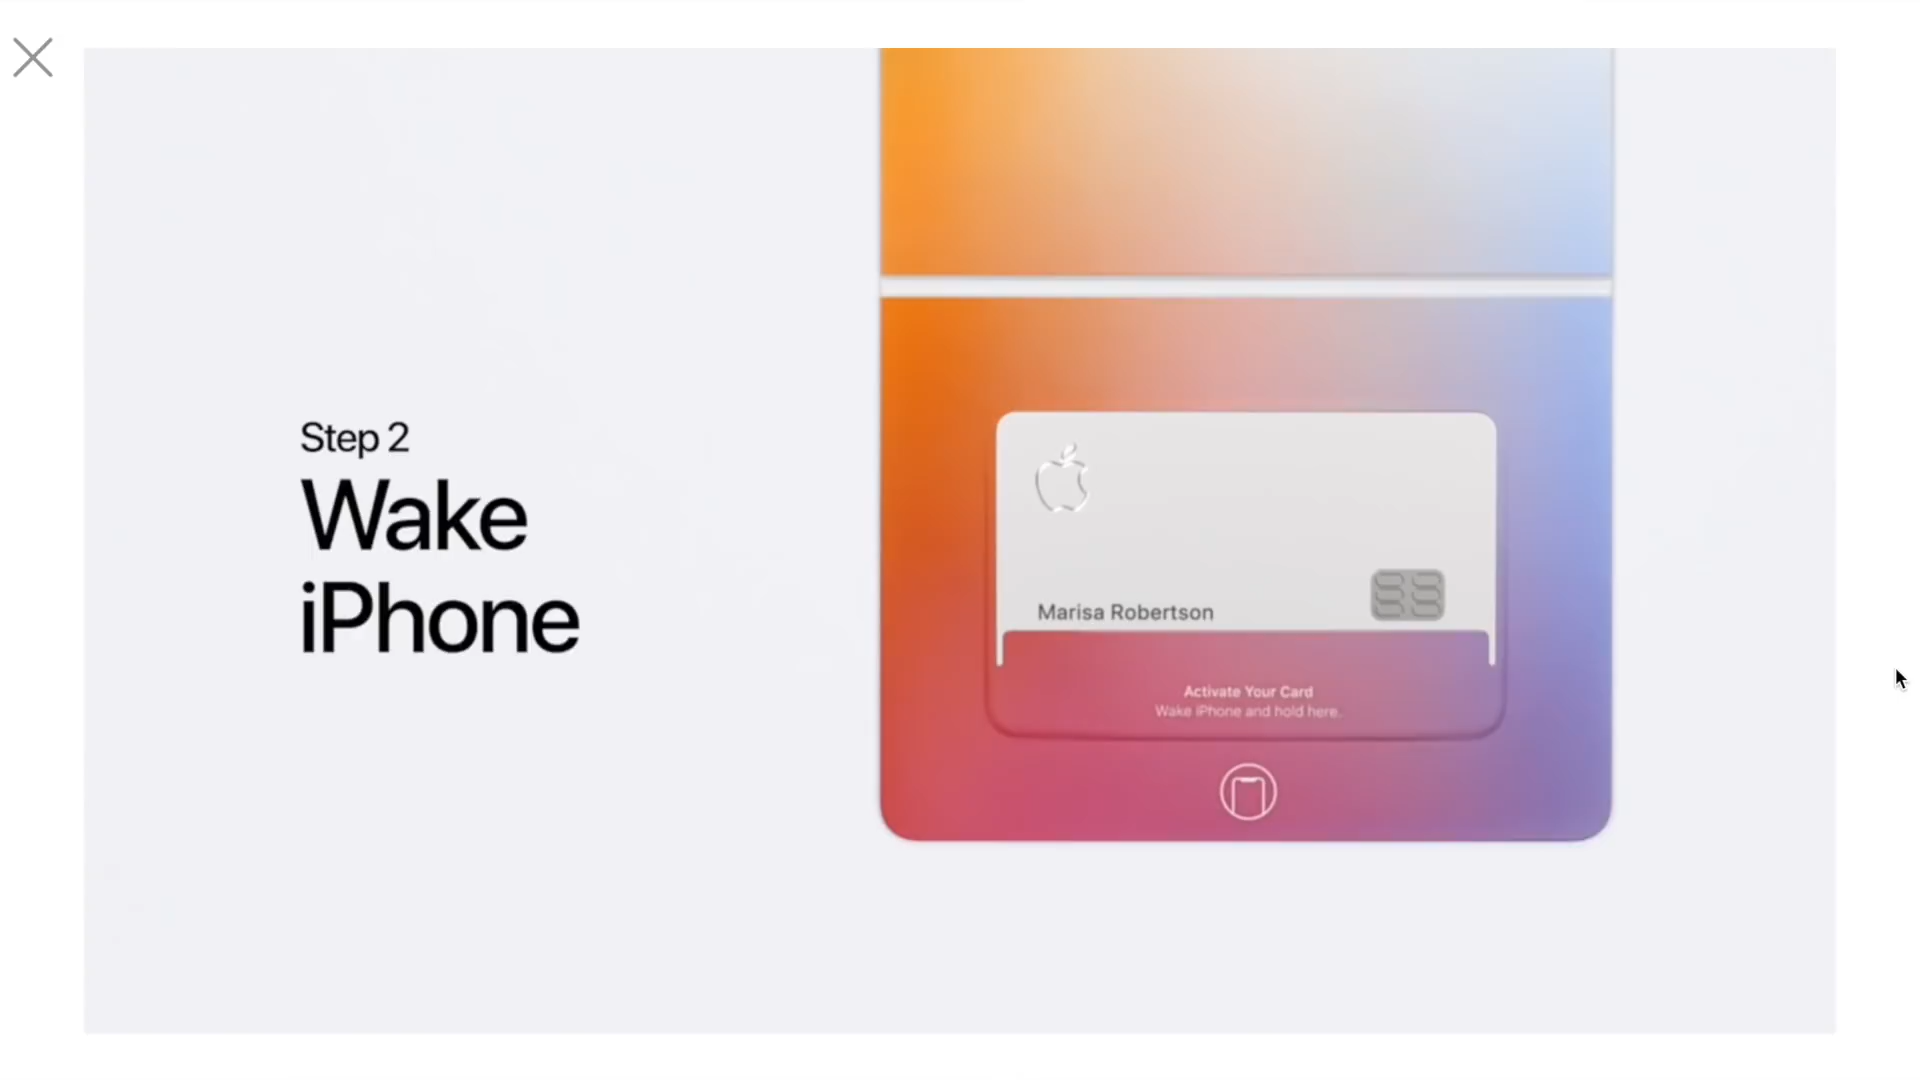 Step 2
Wake
iPhone
Marisa Robertson
Activate Your Card
Wake iPhone and hold here.